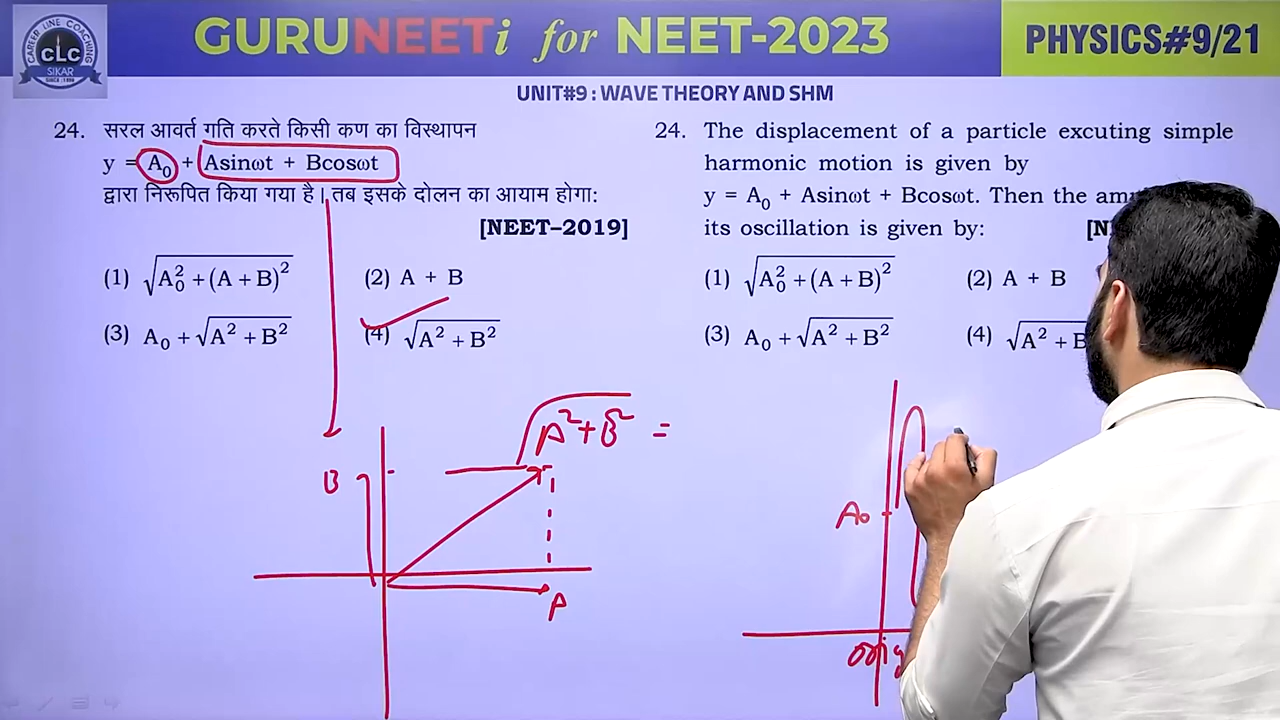 GURUNEETi for NEET-2023
PHYSICS#9/21
CAREER LINE COACHING
CLC
SIKAR
SINCE : 1996
UNIT#9 : WAVE THEORY AND SHM
24. सरल आवर्त गति करते किसी कण का विस्थापन
y = A₀ + Asinωt + Bcosωt
द्वारा निरूपित किया गया है। तब इसके दोलन का आयाम होगा:
[NEET–2019]
(1) √(A₀² + (A + B)²) (2) A + B
(3) A₀ + √(A² + B²) (4) √(A² + B²)
24. The displacement of a particle excuting simple
harmonic motion is given by
y = A₀ + Asinωt + Bcosωt. Then the am
its oscillation is given by:
(1) √(A₀² + (A + B)²) (2) A + B
(3) A₀ + √(A² + B²) (4) √(A² + B
√(A² + B²) =
B
A
A₀